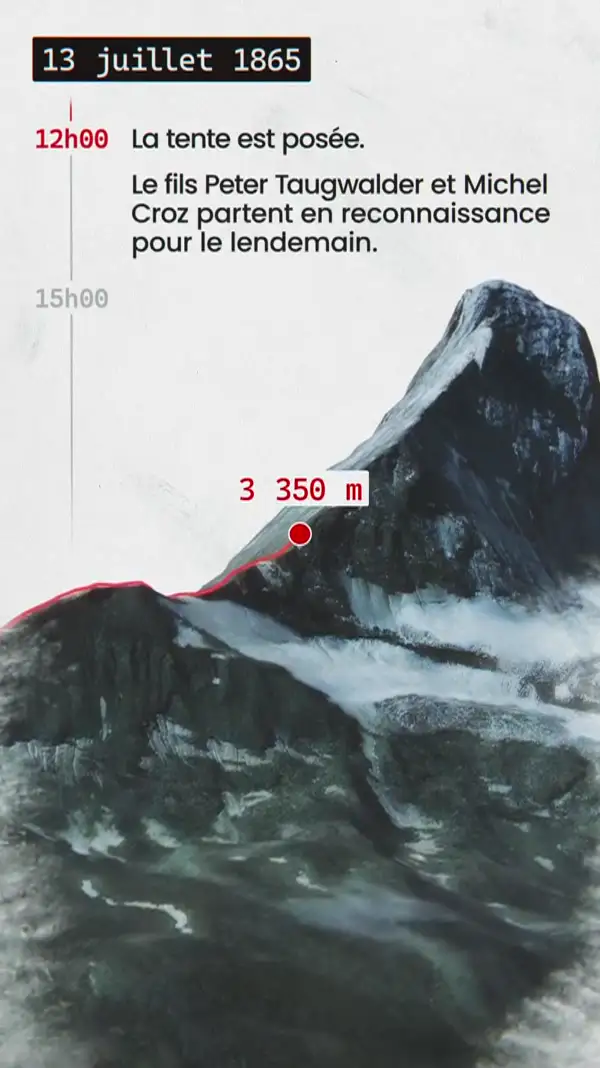 13 juillet 1865
12h00 La tente est posée.
Le fils Peter Taugwalder et Michel
Croz partent en reconnaissance
pour le lendemain.
15h00
3 350 m